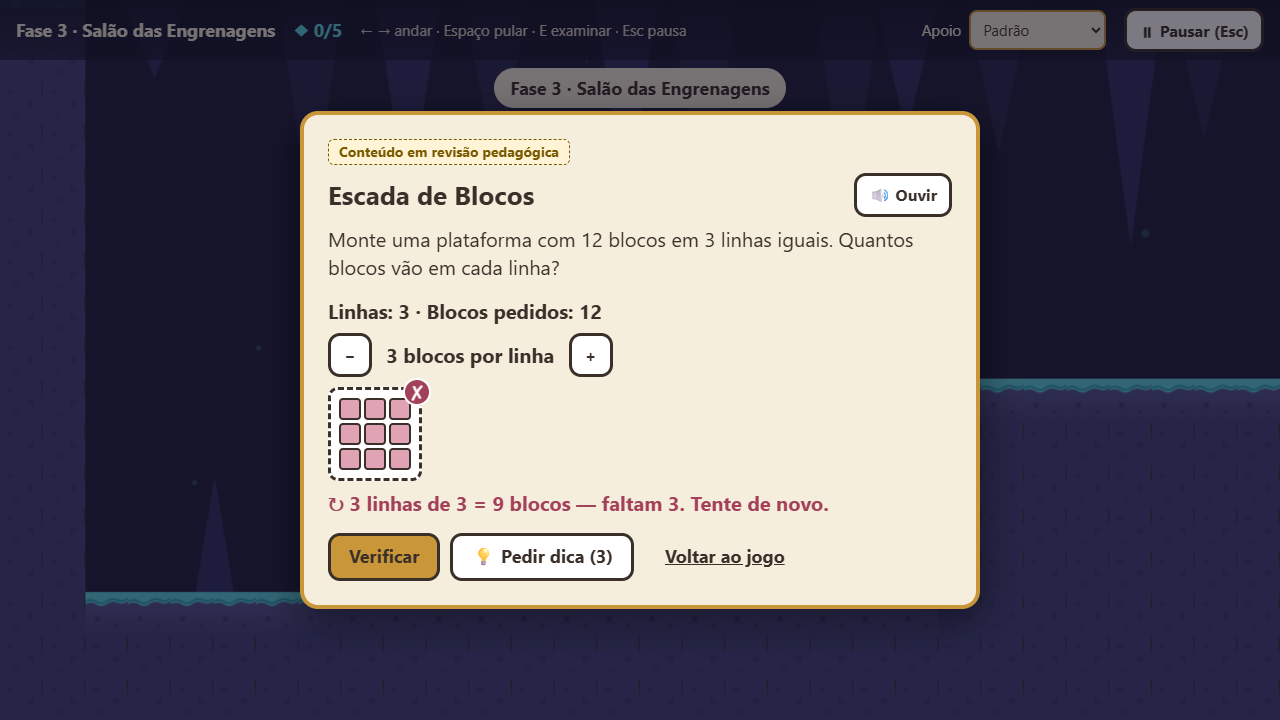 Fase 3 · Salão das Engrenagens ◆ 0/5 ← → andar · Espaço pular · E examinar · Esc pausa Apoio Padrão ⏸ Pausar (Esc)
Fase 3 · Salão das Engrenagens
Conteúdo em revisão pedagógica
Escada de Blocos
🔊 Ouvir
Monte uma plataforma com 12 blocos em 3 linhas iguais. Quantos
blocos vão em cada linha?
Linhas: 3 · Blocos pedidos: 12
− 3 blocos por linha +
✗
↻ 3 linhas de 3 = 9 blocos — faltam 3. Tente de novo.
Verificar 💡 Pedir dica (3) Voltar ao jogo